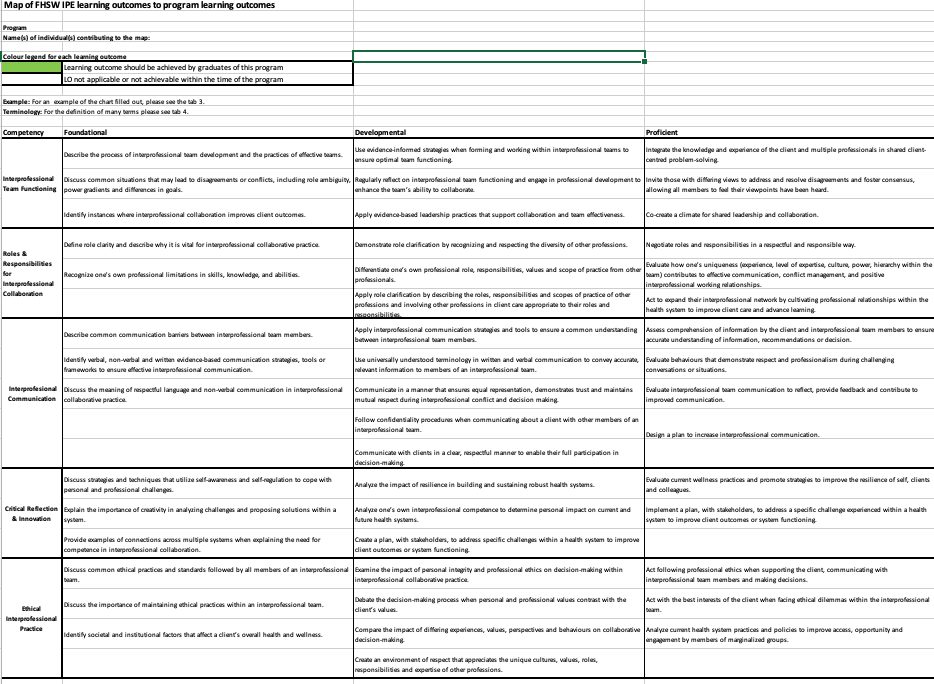 Map of FHSW IPE learning outcomes to program learning outcomes
Program
Name(s) of individual(s) contributing to the map:
Colour legend for each learning outcome
Learning outcome should be achieved by graduates of this program
LO not applicable or not achievable within the time of the program
Example: For an example of the chart filled out, please see the tab 3.
Terminology: For the definition of many terms please see tab 4.
Competency Foundational Developmental Proficient
Interprofessional
Team Functioning
Describe the process of interprofessional team development and the practices of effective teams.
Use evidence-informed strategies when forming and working within interprofessional teams to
ensure optimal team functioning.
Integrate the knowledge and experience of the client and multiple professionals in shared client-
centred problem-solving.
Discuss common situations that may lead to disagreements or conflicts, including role ambiguity,
power gradients and differences in goals.
Regularly reflect on interprofessional team functioning and engage in professional development to
enhance the team's ability to collaborate.
Invite those with differing views to address and resolve disagreements and foster consensus,
allowing all members to feel their viewpoints have been heard.
Identify instances where interprofessional collaboration improves client outcomes.
Apply evidence-based leadership practices that support collaboration and team effectiveness.
Co-create a climate for shared leadership and collaboration.
Roles &
Responsibilities
for
Interprofessional
Collaboration
Define role clarity and describe why it is vital for interprofessional collaborative practice.
Demonstrate role clarification by recognizing and respecting the diversity of other professions.
Negotiate roles and responsibilities in a respectful and responsible way.
Recognize one's own professional limitations in skills, knowledge, and abilities.
Differentiate one's own professional role, responsibilities, values and scope of practice from other
professionals.
Evaluate how one's uniqueness (experience, level of expertise, culture, power, hierarchy within the
team) contributes to effective communication, conflict management, and positive
interprofessional working relationships.
Apply role clarification by describing the roles, responsibilities and scopes of practice of other
professions and involving other professions in client care appropriate to their roles and
responsibilities.
Act to expand their interprofessional network by cultivating professional relationships within the
health system to improve client care and advance learning.
Interprofesional
Communication
Describe common communication barriers between interprofessional team members.
Apply interprofessional communication strategies and tools to ensure a common understanding
between interprofessional team members.
Assess comprehension of information by the client and interprofessional team members to ensure
accurate understanding of information, recommendations or decision.
Identify verbal, non-verbal and written evidence-based communication strategies, tools or
frameworks to ensure effective interprofessional communication.
Use universally understood terminology in written and verbal communication to convey accurate,
relevant information to members of an interprofessional team.
Evaluate behaviours that demonstrate respect and professionalism during challenging
conversations or situations.
Discuss the meaning of respectful language and non-verbal communication in interprofessional
collaborative practice.
Communicate in a manner that ensures equal representation, demonstrates trust and maintains
mutual respect during interprofessional conflict and decision making.
Evaluate interprofessional team communication to reflect, provide feedback and contribute to
improved communication.
Follow confidentiality procedures when communicating about a client with other members of an
interprofessional team.
Design a plan to increase interprofessional communication.
Communicate with clients in a clear, respectful manner to enable their full participation in
decision-making.
Critical Reflection
& Innovation
Discuss strategies and techniques that utilize self-awareness and self-regulation to cope with
personal and professional challenges.
Analyze the impact of resilience in building and sustaining robust health systems.
Evaluate current wellness practices and promote strategies to improve the resilience of self, clients
and colleagues.
Explain the importance of creativity in analyzing challenges and proposing solutions within a
system.
Analyze one's own interprofessional competence to determine personal impact on current and
future health systems.
Implement a plan, with stakeholders, to address a specific challenge experienced within a health
system to improve client outcomes or system functioning.
Provide examples of connections across multiple systems when explaining the need for
competence in interprofessional collaboration.
Create a plan, with stakeholders, to address specific challenges within a health system to improve
client outcomes or system functioning.
Ethical
Interprofessional
Practice
Discuss common ethical practices and standards followed by all members of an interprofessional
team.
Examine the impact of personal integrity and professional ethics on decision-making within
interprofessional collaborative practice.
Act following professional ethics when supporting the client, communicating with
interprofessional team members and making decisions.
Discuss the importance of maintaining ethical practices within an interprofessional team.
Debate the decision-making process when personal and professional values contrast with the
client's values.
Act with the best interests of the client when facing ethical dilemmas within the interprofessional
team.
Identify societal and institutional factors that affect a client's overall health and wellness.
Compare the impact of differing experiences, values, perspectives and behaviours on collaborative
decision-making.
Analyze current health system practices and policies to improve access, opportunity and
engagement by members of marginalized groups.
Create an environment of respect that appreciates the unique cultures, values, roles,
responsibilities and expertise of other professions.